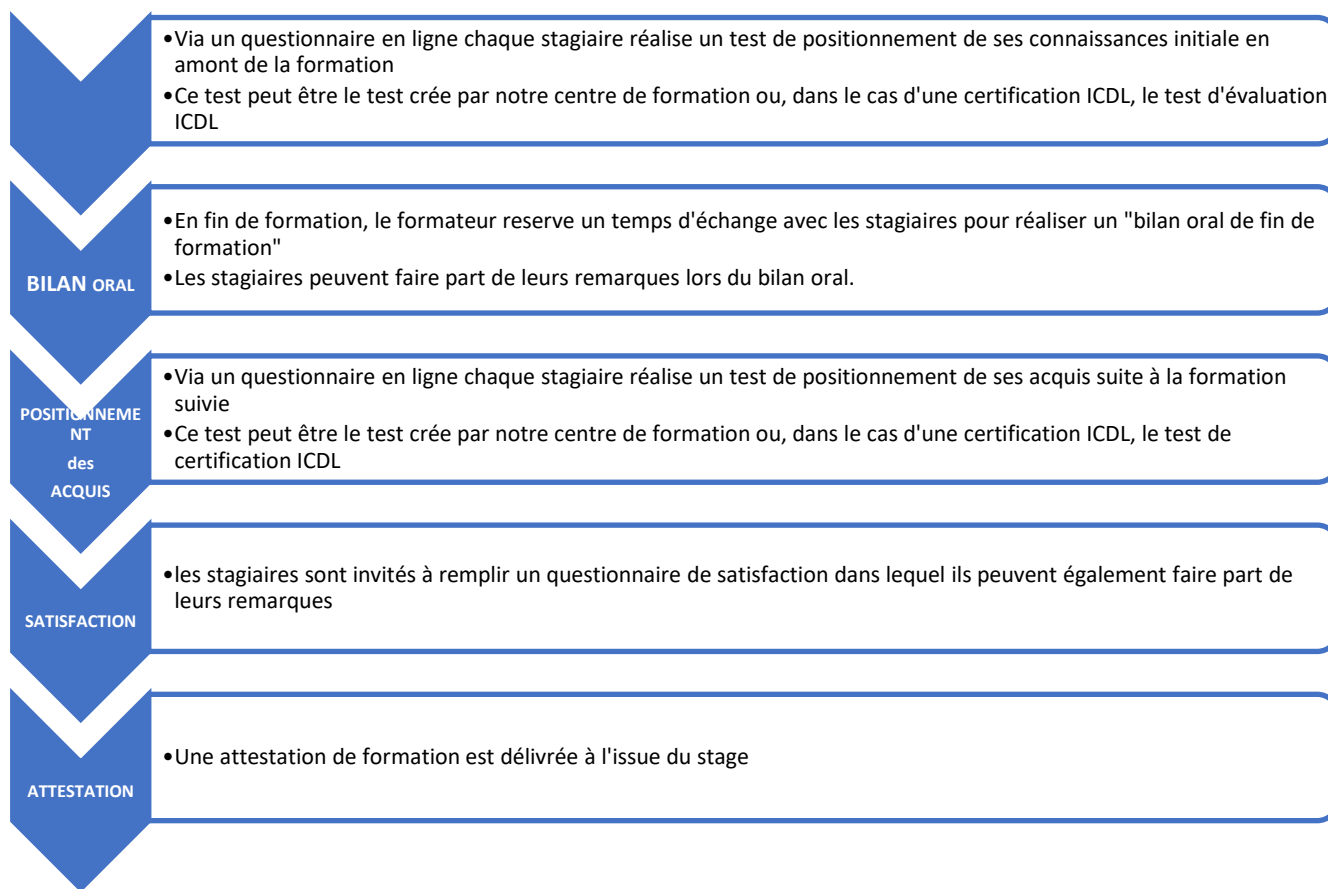 •Via un questionnaire en ligne chaque stagiaire réalise un test de positionnement de ses connaissances initiale en
amont de la formation
•Ce test peut être le test crée par notre centre de formation ou, dans le cas d'une certification ICDL, le test d'évaluation
ICDL
BILAN ORAL
•En fin de formation, le formateur reserve un temps d'échange avec les stagiaires pour réaliser un "bilan oral de fin de
formation"
•Les stagiaires peuvent faire part de leurs remarques lors du bilan oral.
POSITIONNEME
NT
des
ACQUIS
•Via un questionnaire en ligne chaque stagiaire réalise un test de positionnement de ses acquis suite à la formation
suivie
•Ce test peut être le test crée par notre centre de formation ou, dans le cas d'une certification ICDL, le test de
certification ICDL
SATISFACTION
•les stagiaires sont invités à remplir un questionnaire de satisfaction dans lequel ils peuvent également faire part de
leurs remarques
ATTESTATION
•Une attestation de formation est délivrée à l'issue du stage